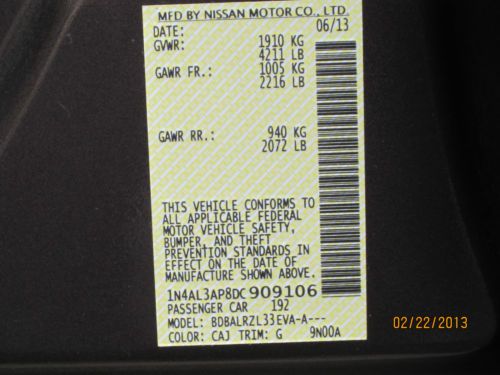 MFD BY NISSAN MOTOR CO., LTD.
DATE: 06/13
GVWR: 1910 KG
4211 LB
GAWR FR.: 1005 KG
2216 LB
GAWR RR.: 940 KG
2072 LB
THIS VEHICLE CONFORMS TO
ALL APPLICABLE FEDERAL
MOTOR VEHICLE SAFETY,
BUMPER, AND THEFT
PREVENTION STANDARDS IN
EFFECT ON THE DATE OF
MANUFACTURE SHOWN ABOVE.
1N4AL3AP8DC909106
PASSENGER CAR 192
MODEL: BDBALRZL33EVA-A---
COLOR: CAJ TRIM: G 9N00A
02/22/2013